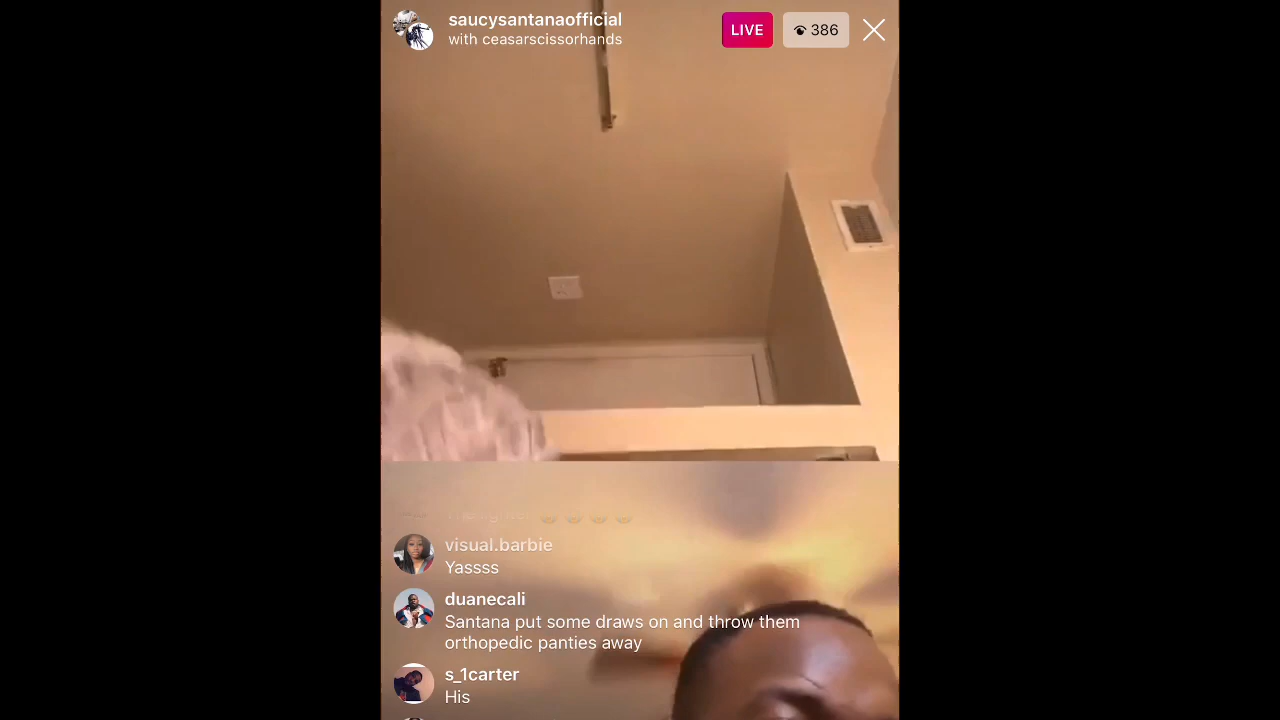 saucysantanaofficial
with ceasarscissorhands
LIVE
386
visual.barbie
Yassss
duanecali
Santana put some draws on and throw them
orthopedic panties away
s_1carter
His